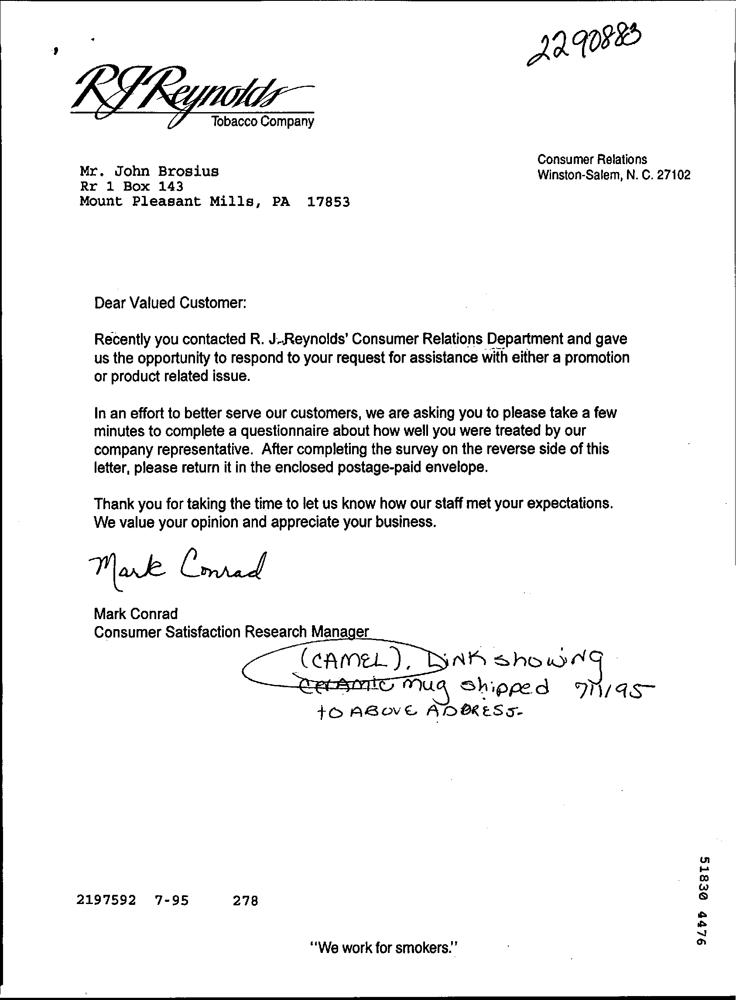 2290883
RJReynolds
Tobacco Company
Consumer Relations
Winston-Salem, N. C. 27102
Mr. John Brosius
Rr 1 Box 143
Mount Pleasant Mills, PA 17853
Dear Valued Customer:
Recently you contacted R. J. Reynolds' Consumer Relations Department and gave
us the opportunity to respond to your request for assistance with either a promotion
or product related issue.
In an effort to better serve our customers, we are asking you to please take a few
minutes to complete a questionnaire about how well you were treated by our
company representative. After completing the survey on the reverse side of this
letter, please return it in the enclosed postage-paid envelope.
Thank you for taking the time to let us know how our staff met your expectations.
We value your opinion and appreciate your business.
Mark Conrad
Mark Conrad
Consumer Satisfaction Research Manager
(CAMEL), showing
CERAMIC mug shipped 7/11/95
TO ABOVE ADDRESS.
2197592 7-95 278
"We work for smokers."
51830 4476